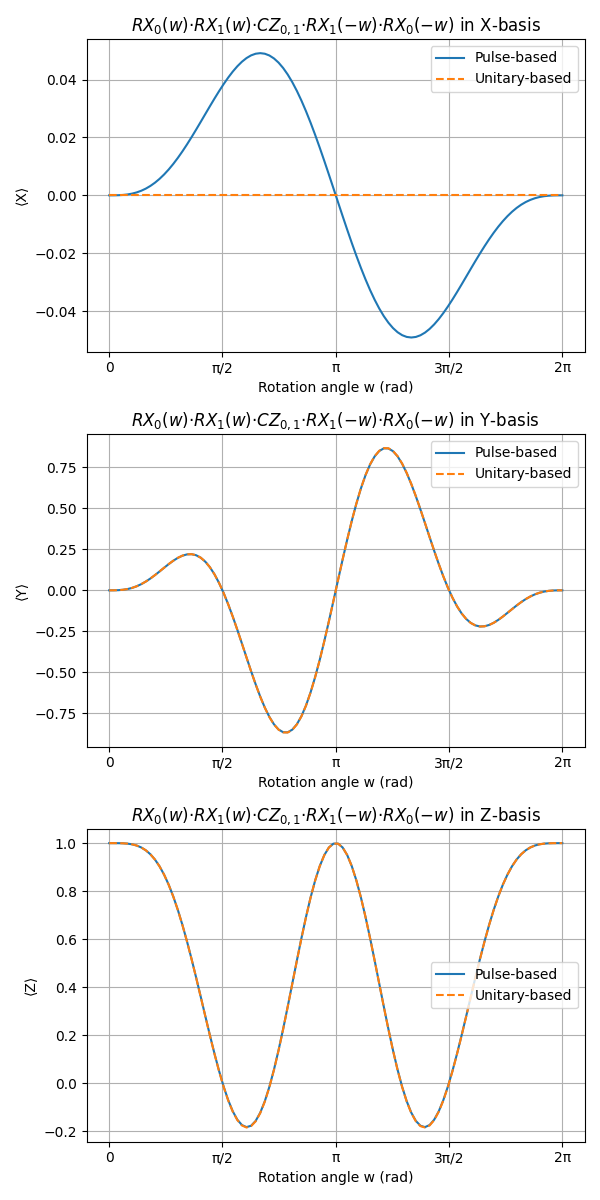 RX₀(w)·RX₁(w)·CZ₀,₁·RX₁(−w)·RX₀(−w) in X-basis
Pulse-based
Unitary-based
0.04
0.02
0.00
−0.02
−0.04
⟨X⟩
0 π/2 π 3π/2 2π
Rotation angle w (rad)
RX₀(w)·RX₁(w)·CZ₀,₁·RX₁(−w)·RX₀(−w) in Y-basis
Pulse-based
Unitary-based
0.75
0.50
0.25
0.00
−0.25
−0.50
−0.75
⟨Y⟩
0 π/2 π 3π/2 2π
Rotation angle w (rad)
RX₀(w)·RX₁(w)·CZ₀,₁·RX₁(−w)·RX₀(−w) in Z-basis
1.0
0.8
0.6
0.4
0.2
0.0
−0.2
⟨Z⟩
Pulse-based
Unitary-based
0 π/2 π 3π/2 2π
Rotation angle w (rad)